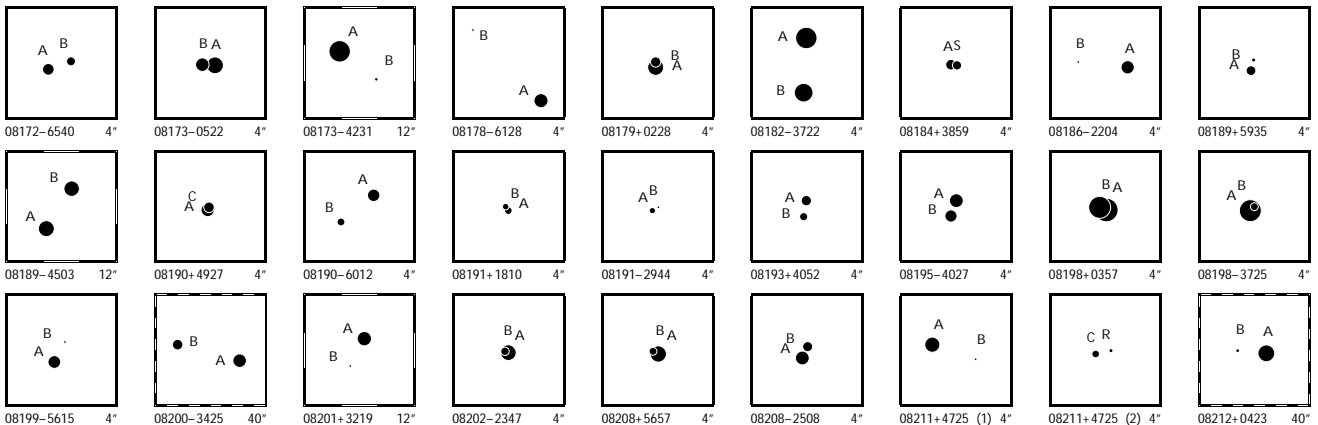 A B B A A B A B A B A B A S A B A B
08172−6540 4″ 08173−0522 4″ 08173−4231 12″ 08178−6128 4″ 08179+0228 4″ 08182−3722 4″ 08184+3859 4″ 08186−2204 4″ 08189+5935 4″
A B A C A B A B A B A B A B B A A B
08189−4503 12″ 08190+4927 4″ 08190−6012 4″ 08191+1810 4″ 08191−2944 4″ 08193+4052 4″ 08195−4027 4″ 08198+0357 4″ 08198−3725 4″
A B B A A B B A B A A B A B C R B A
08199−5615 4″ 08200−3425 40″ 08201+3219 12″ 08202−2347 4″ 08208+5657 4″ 08208−2508 4″ 08211+4725 (1) 4″ 08211+4725 (2) 4″ 08212+0423 40″